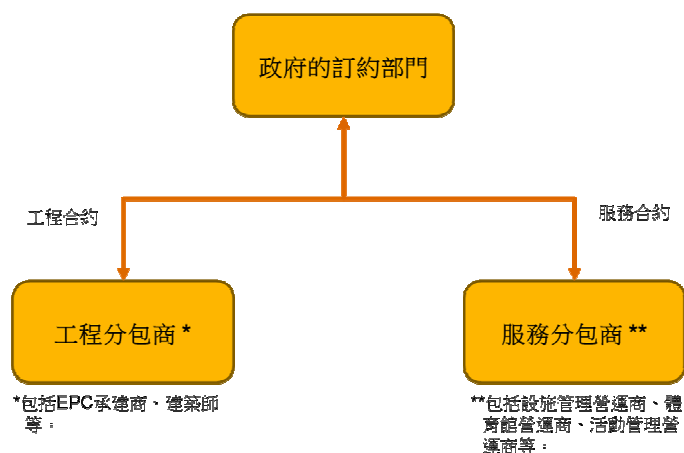 政府的訂約部門
工程合約
服務合約
工程分包商 *
服務分包商 **
*包括EPC承建商、建築師
等。
**包括設施管理營運商、體
育館營運商、活動管理營
運商等。